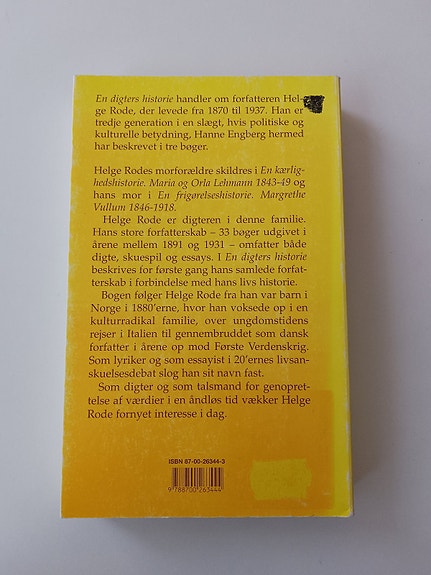 En digters historie handler om forfatteren Hel-
ge Rode, der levede fra 1870 til 1937. Han er
tredje generation i en slægt, hvis politiske og
kulturelle betydning, Hanne Engberg hermed
har beskrevet i tre bøger.
Helge Rodes morforældre skildres i En kærlig-
hedshistorie. Maria og Orla Lehmann 1843-49 og
hans mor i En frigørelseshistorie. Margrethe
Vullum 1846-1918.
Helge Rode er digteren i denne familie.
Hans store forfatterskab – 33 bøger udgivet i
årene mellem 1891 og 1931 – omfatter både
digte, skuespil og essays. I En digters historie
beskrives for første gang hans samlede forfat-
terskab i forbindelse med hans livs historie.
Bogen følger Helge Rode fra han var barn i
Norge i 1880'erne, hvor han voksede op i en
kulturradikal familie, over ungdomstidens
rejser i Italien til gennembruddet som dansk
forfatter i årene op mod Første Verdenskrig.
Som lyriker og som essayist i 20'ernes livsan-
skuelsesdebat slog han sit navn fast.
Som digter og som talsmand for genopret-
telse af værdier i en åndløs tid vækker Helge
Rode fornyet interesse i dag.
ISBN 87-00-26344-3
9 788700 263444